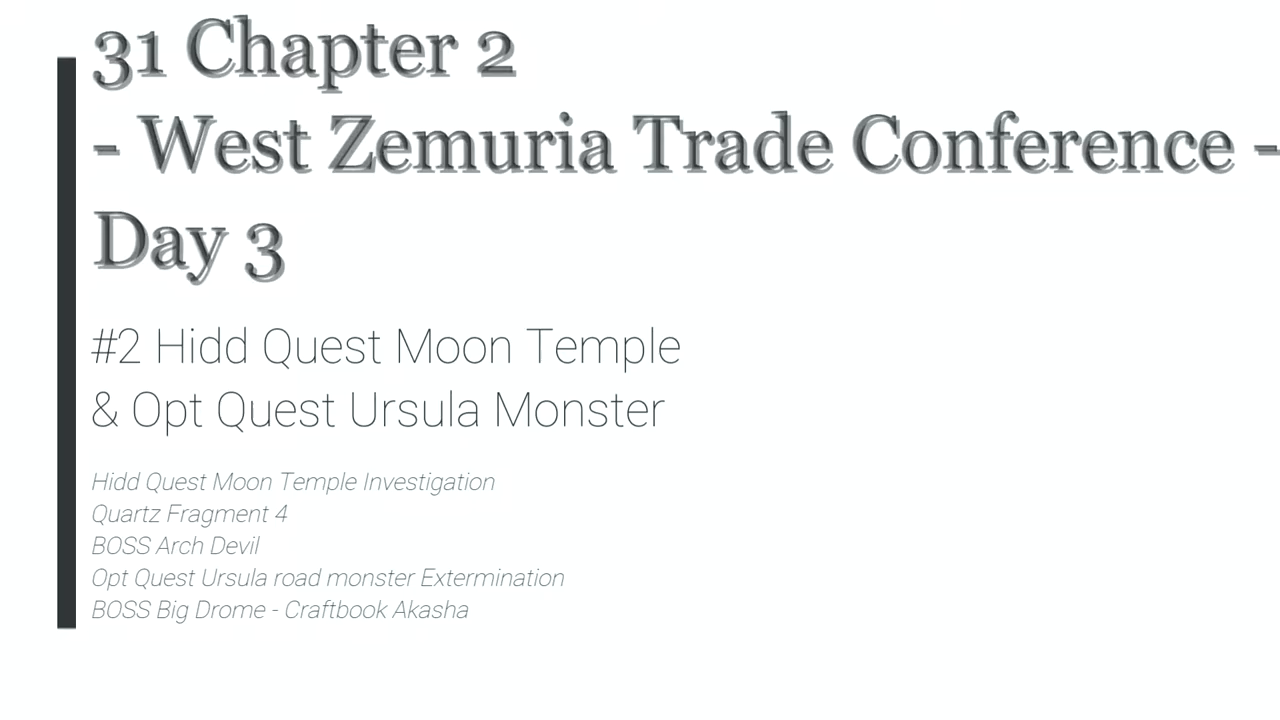 31 Chapter 2
- West Zemuria Trade Conference -
Day 3
#2 Hidd Quest Moon Temple
& Opt Quest Ursula Monster
Hidd Quest Moon Temple Investigation
Quartz Fragment 4
BOSS Arch Devil
Opt Quest Ursula road monster Extermination
BOSS Big Drome - Craftbook Akasha